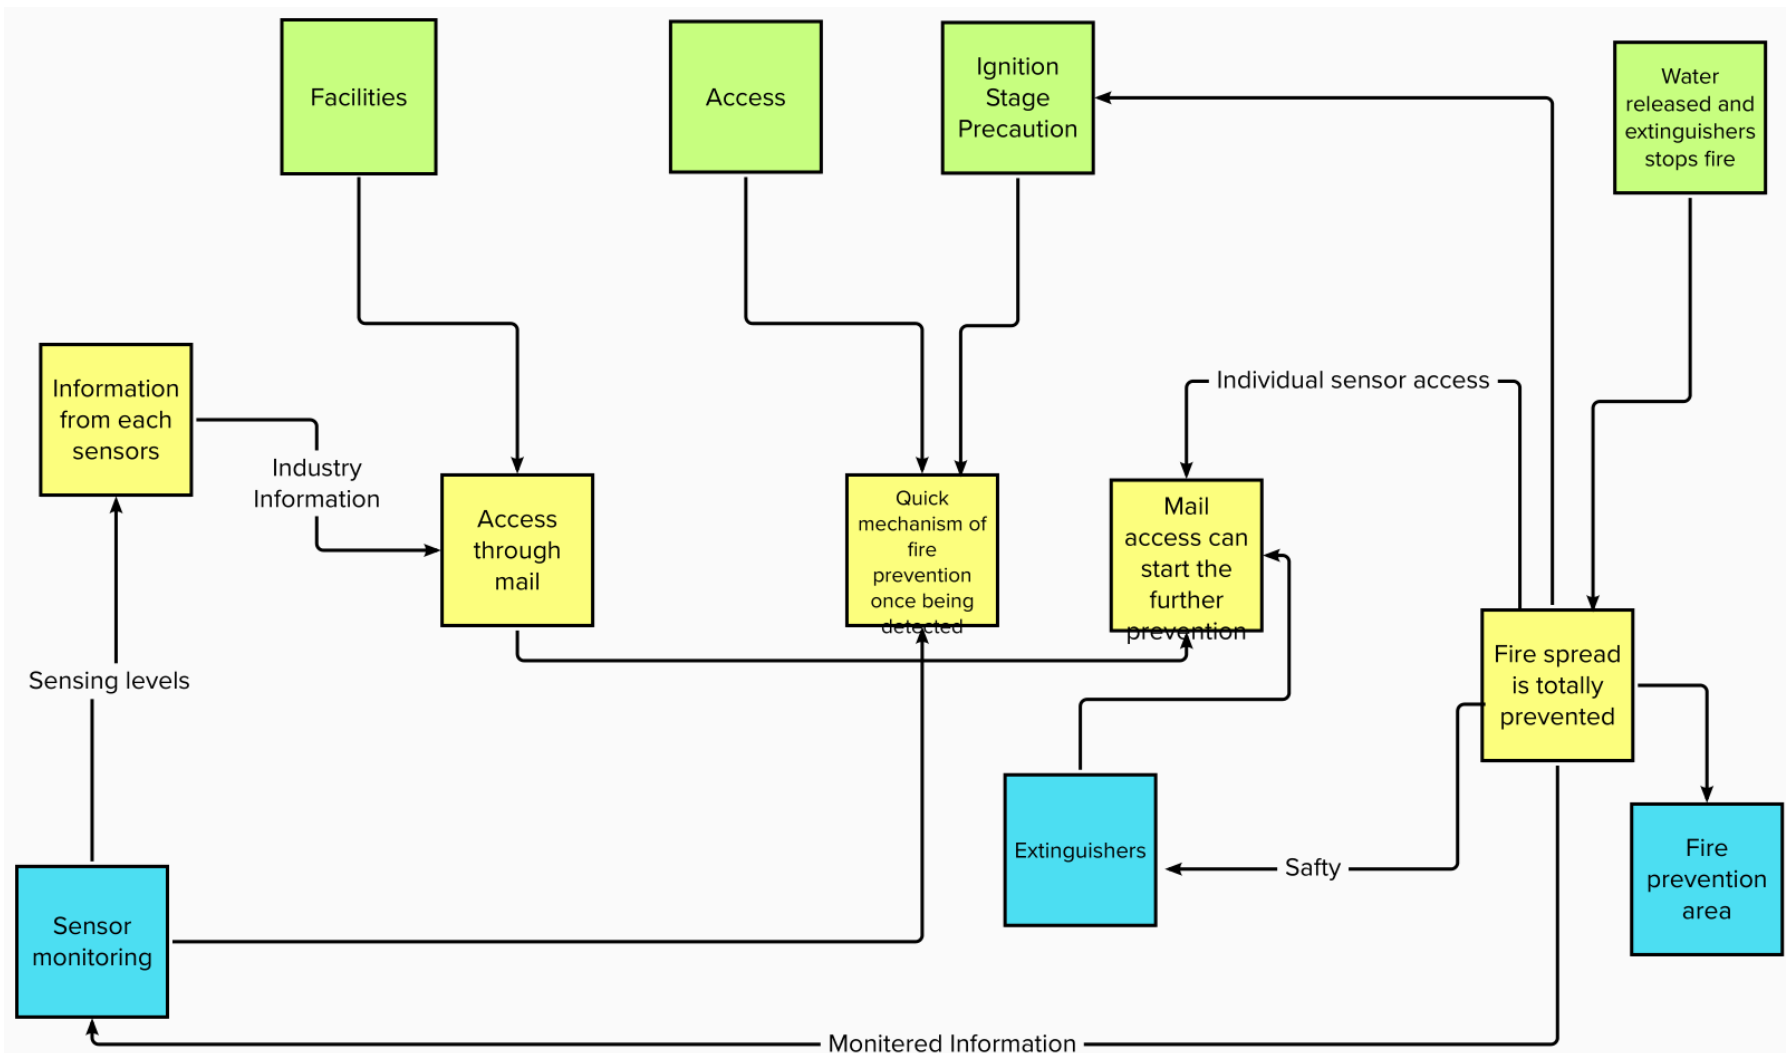 Facilities
Access
Ignition
Stage
Precaution
Water
released and
extinguishers
stops fire
Information
from each
sensors
Individual sensor access
Industry
Information
Access
through
mail
Quick
mechanism of
fire
prevention
once being
detected
Mail
access can
start the
further
prevention
Fire spread
is totally
prevented
Sensing levels
Extinguishers
Safty
Fire
prevention
area
Sensor
monitoring
Monitered Information